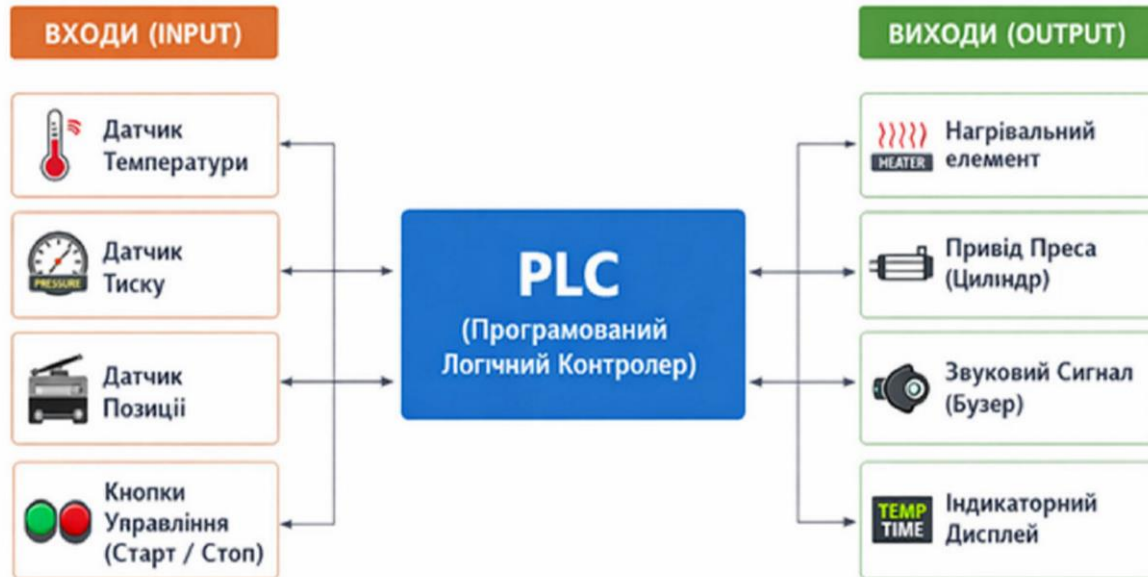 ВХОДИ (INPUT)
ВИХОДИ (OUTPUT)
Датчик
Температури
PRESSURE
Датчик
Тиску
Датчик
Позиції
Кнопки
Управління
(Старт / Стоп)
PLC
(Програмований
Логічний Контролер)
HEATER
Нагрівальний
елемент
Привід Преса
(Циліндр)
Звуковий Сигнал
(Бузер)
TEMP
TIME
Індикаторний
Дисплей